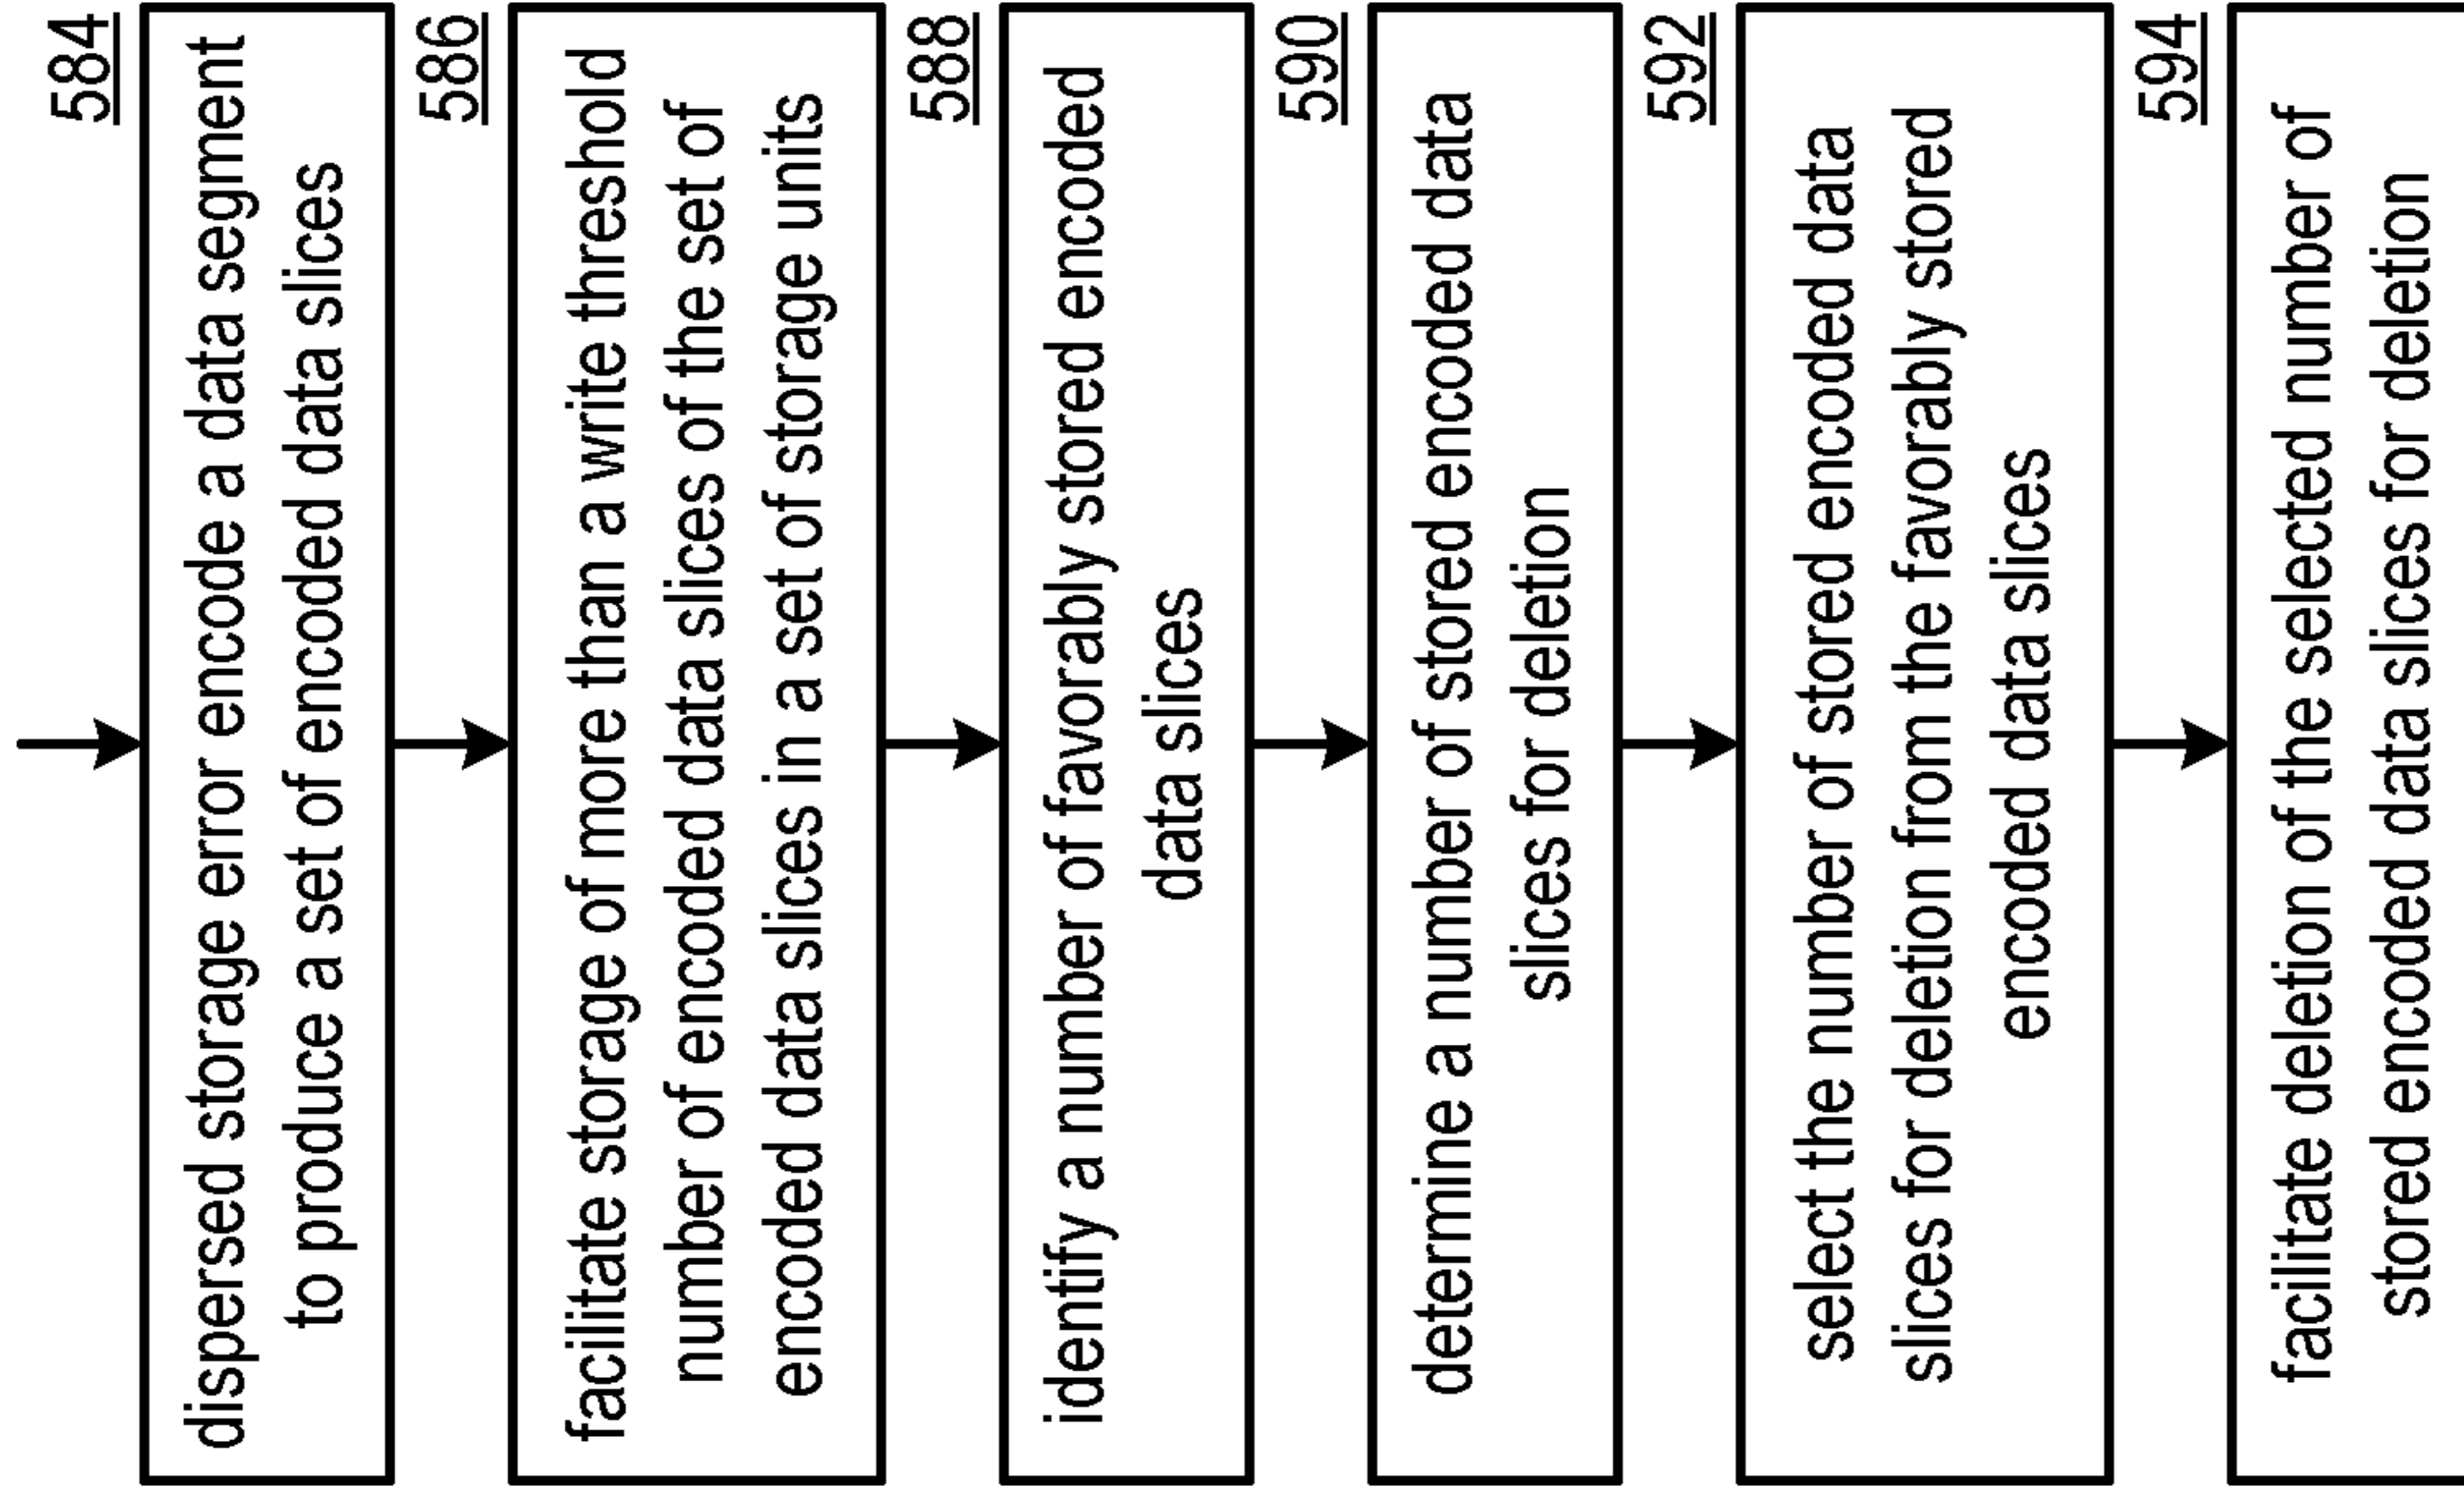 584
dispersed storage error encode a data segment
to produce a set of encoded data slices
586
facilitate storage of more than a write threshold
number of encoded data slices of the set of
encoded data slices in a set of storage units
588
identify a number of favorably stored encoded
data slices
590
determine a number of stored encoded data
slices for deletion
592
select the number of stored encoded data
slices for deletion from the favorably stored
encoded data slices
594
facilitate deletion of the selected number of
stored encoded data slices for deletion